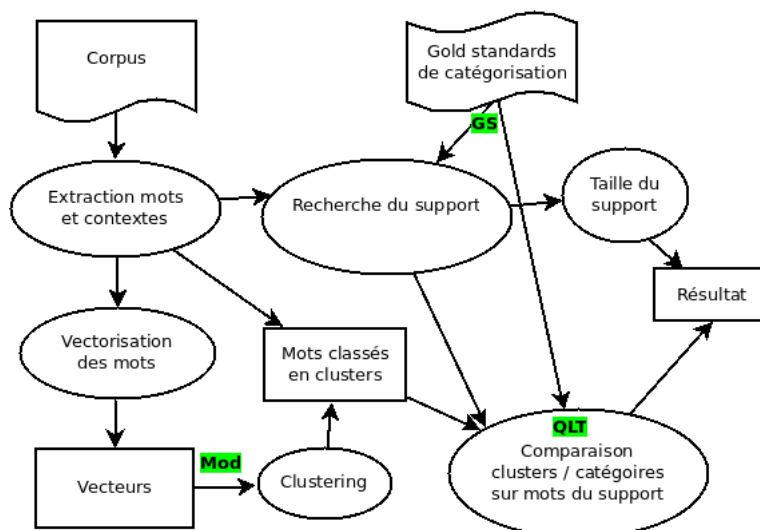 Corpus
Gold standards
de catégorisation
GS
Extraction mots
et contextes
Recherche du support
Taille du
support
Résultat
Vectorisation
des mots
Mots classés
en clusters
Mod
Vecteurs
Clustering
QLT
Comparaison
clusters / catégoires
sur mots du support